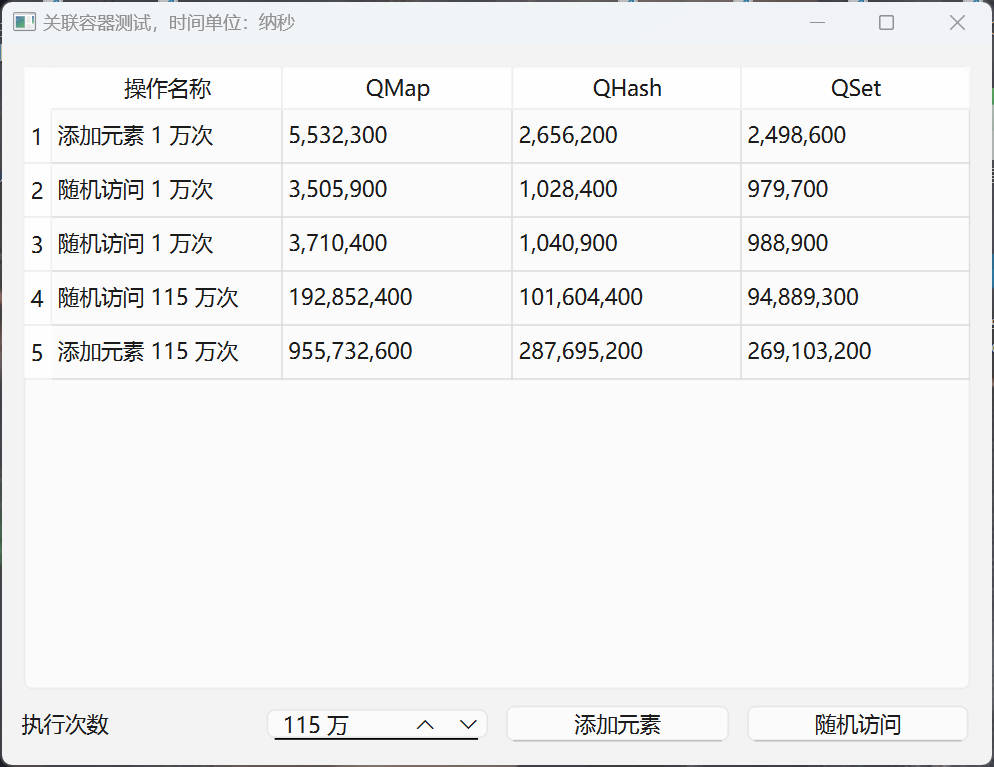 关联容器测试，时间单位：纳秒
操作名称 QMap QHash QSet
1 添加元素 1 万次 5,532,300 2,656,200 2,498,600
2 随机访问 1 万次 3,505,900 1,028,400 979,700
3 随机访问 1 万次 3,710,400 1,040,900 988,900
4 随机访问 115 万次 192,852,400 101,604,400 94,889,300
5 添加元素 115 万次 955,732,600 287,695,200 269,103,200
执行次数 115 万 添加元素 随机访问